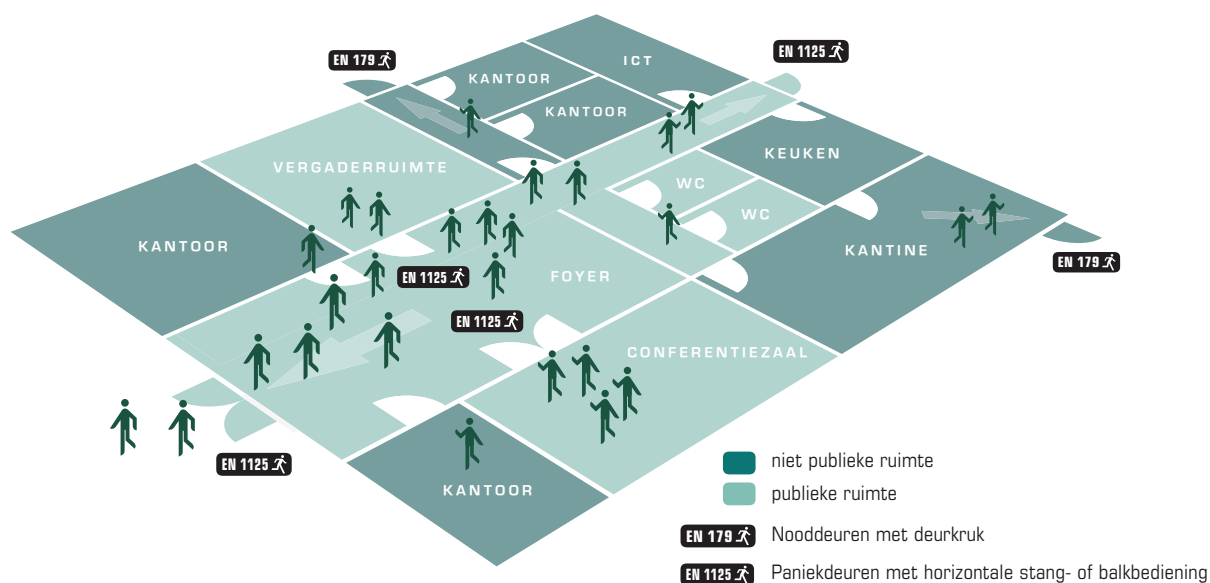 EN 1125
ICT
EN 179
KANTOOR
KANTOOR
KEUKEN
VERGADERRUIMTE
WC
WC
KANTOOR
KANTINE
EN 179
EN 1125
FOYER
EN 1125
CONFERENTIEZAAL
EN 1125
KANTOOR
niet publieke ruimte
publieke ruimte
EN 179 Nooddeuren met deurkruk
EN 1125 Paniekdeuren met horizontale stang- of balkbediening